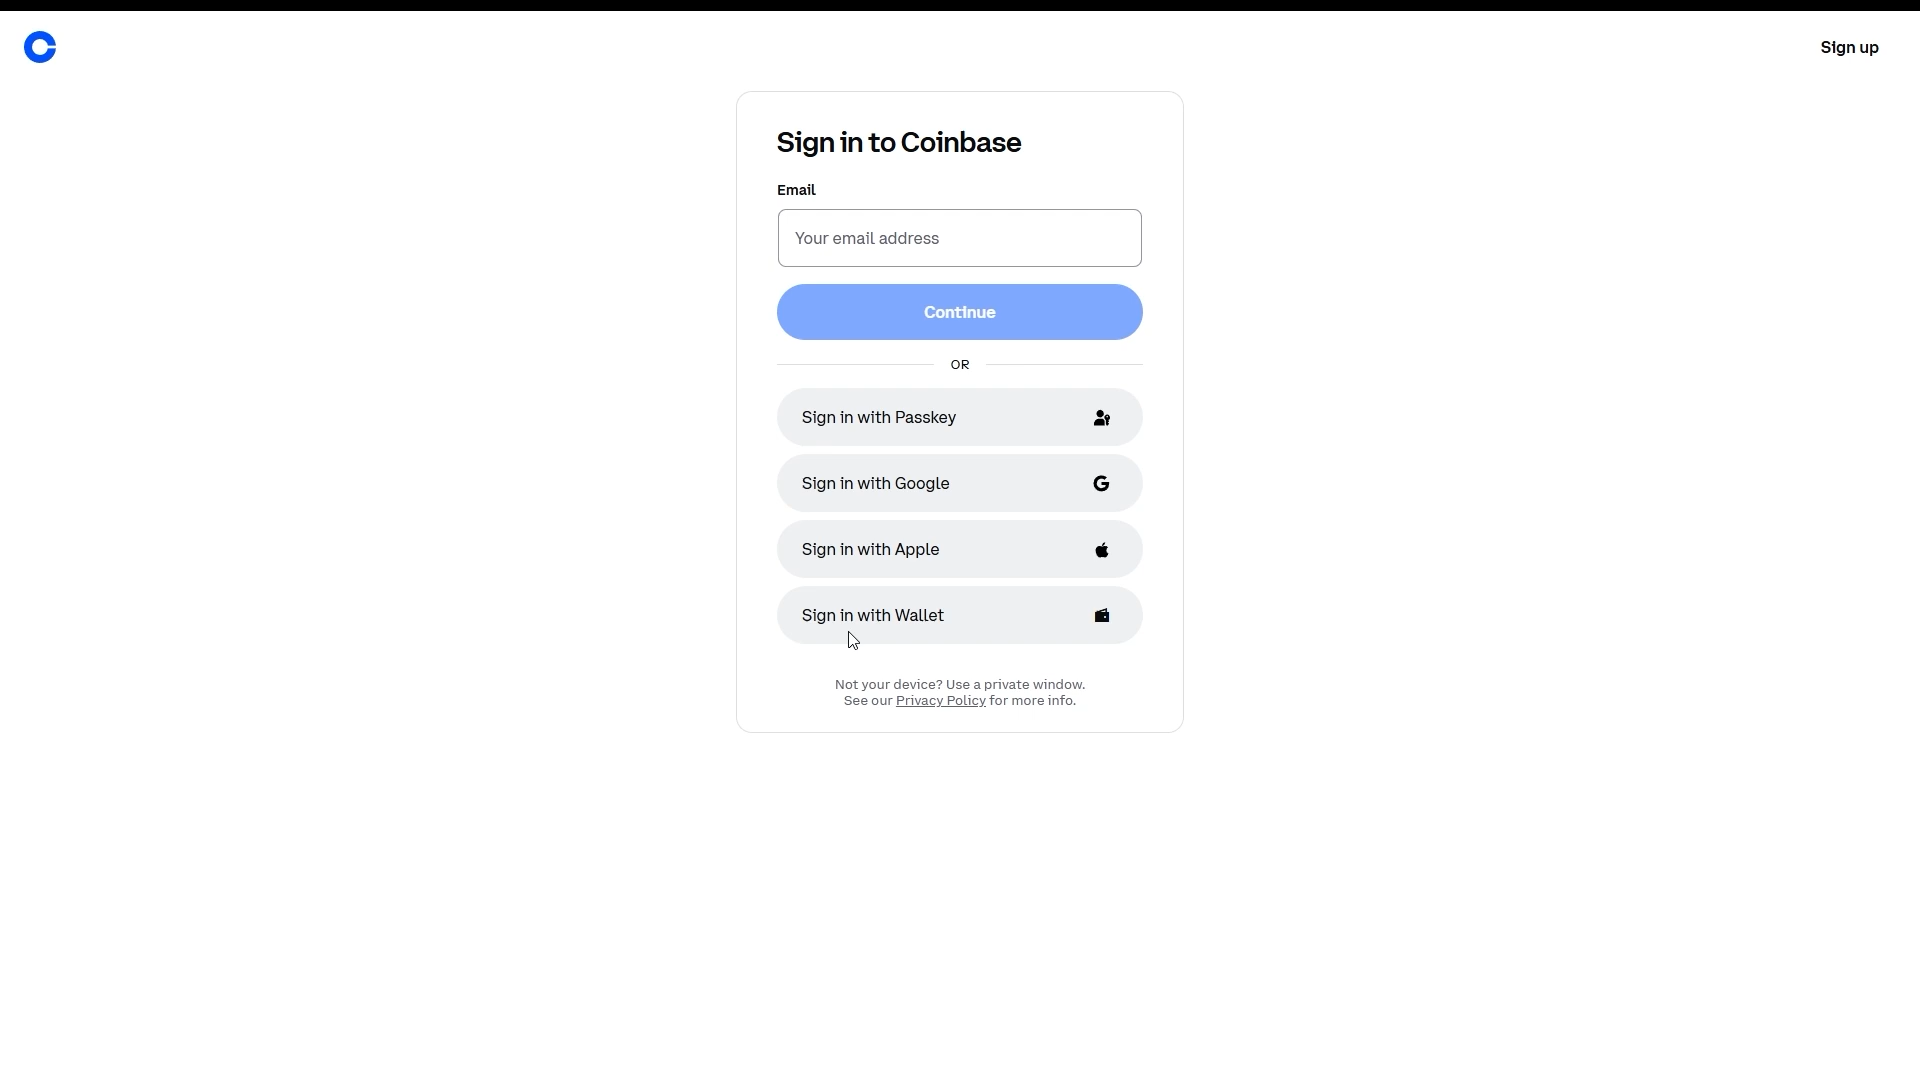 Sign up
Sign in to Coinbase
Email
Your email address
Continue
OR
Sign in with Passkey
Sign in with Google
Sign in with Apple
Sign in with Wallet
Not your device? Use a private window.
See our Privacy Policy for more info.